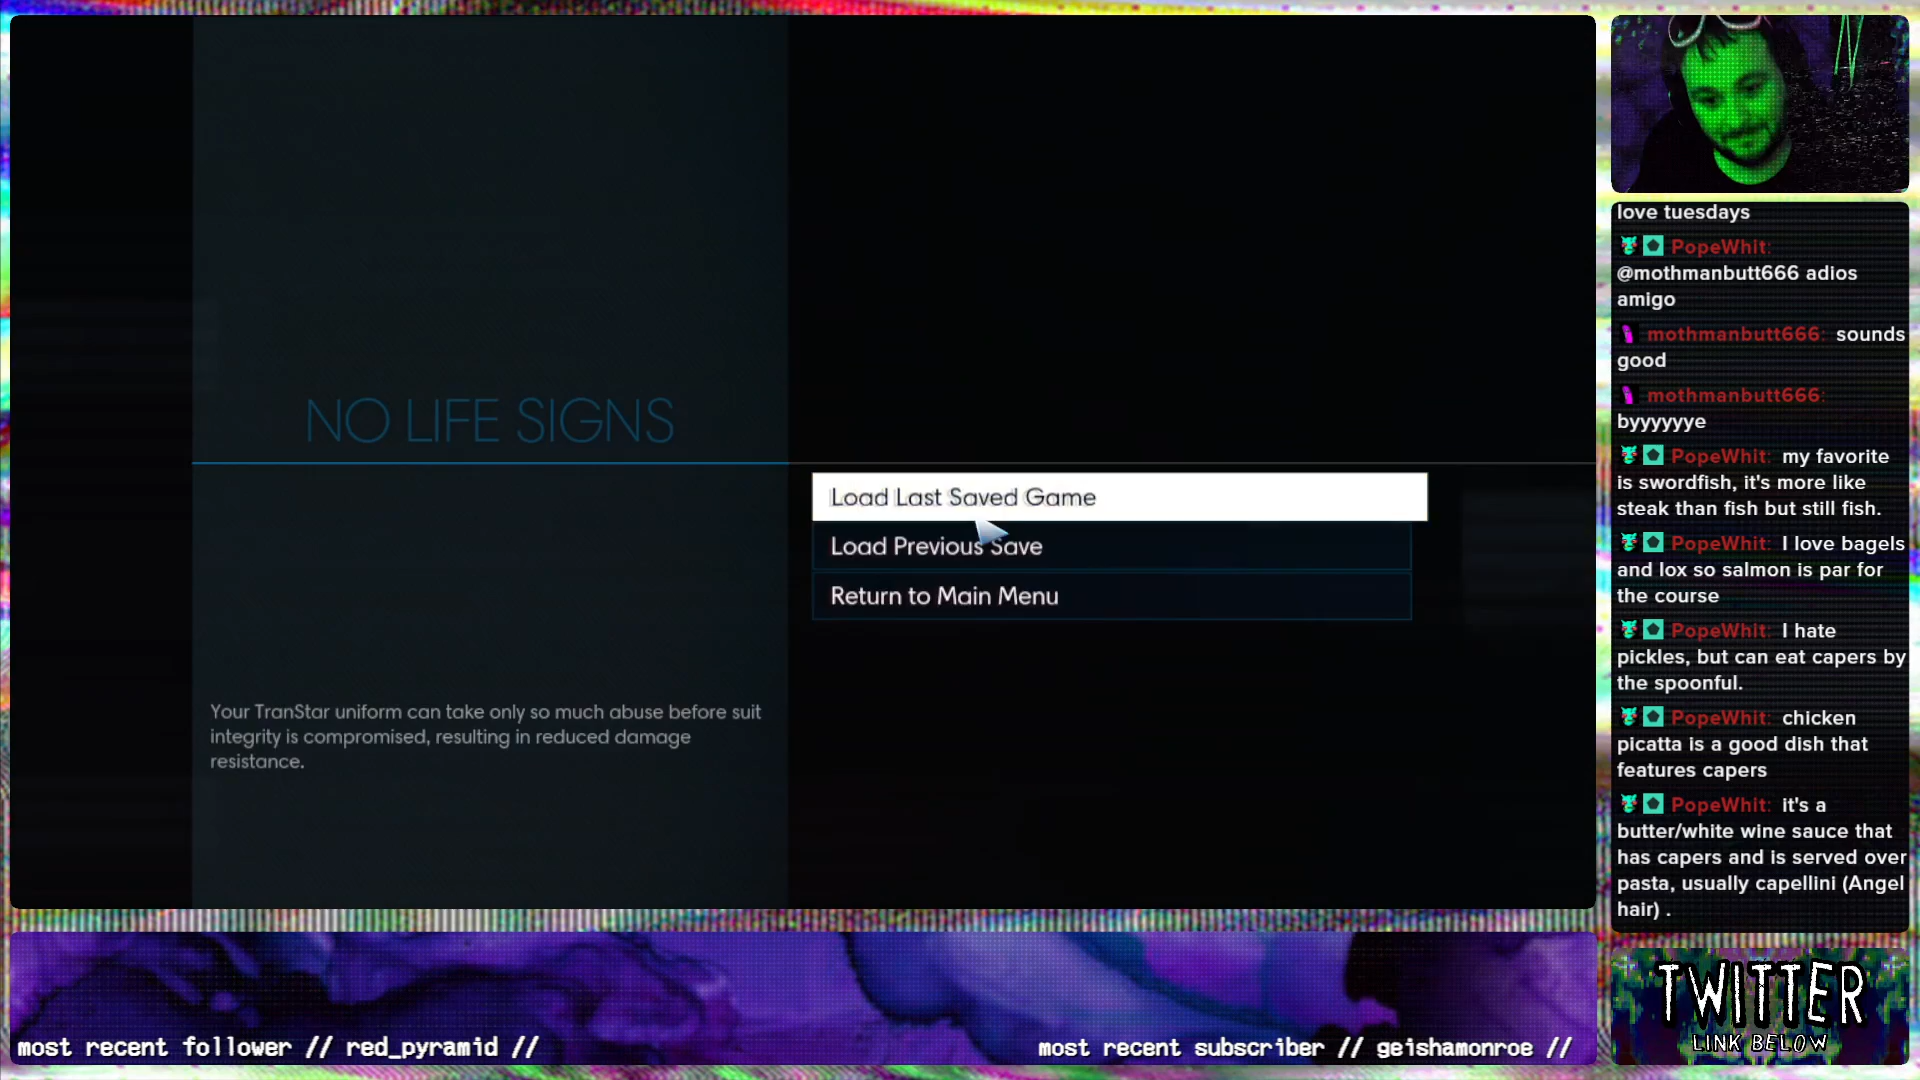 NO LIFE SIGNS
Load Last Saved Game
Load Previous Save
Return to Main Menu
Your TranStar uniform can take only so much abuse before suit
integrity is compromised, resulting in reduced damage
resistance.
love tuesdays
PopeWhit:
@mothmanbutt666 adios
amigo
mothmanbutt666: sounds
good
mothmanbutt666:
byyyyyye
PopeWhit: my favorite
is swordfish, it's more like
steak than fish but still fish.
PopeWhit: I love bagels
and lox so salmon is par for
the course
PopeWhit: I hate
pickles, but can eat capers by
the spoonful.
PopeWhit: chicken
picatta is a good dish that
features capers
PopeWhit: it's a
butter/white wine sauce that
has capers and is served over
pasta, usually capellini (Angel
hair) .
most recent follower // red_pyramid //
most recent subscriber // geishamonroe //
TWITTER
LINK BELOW